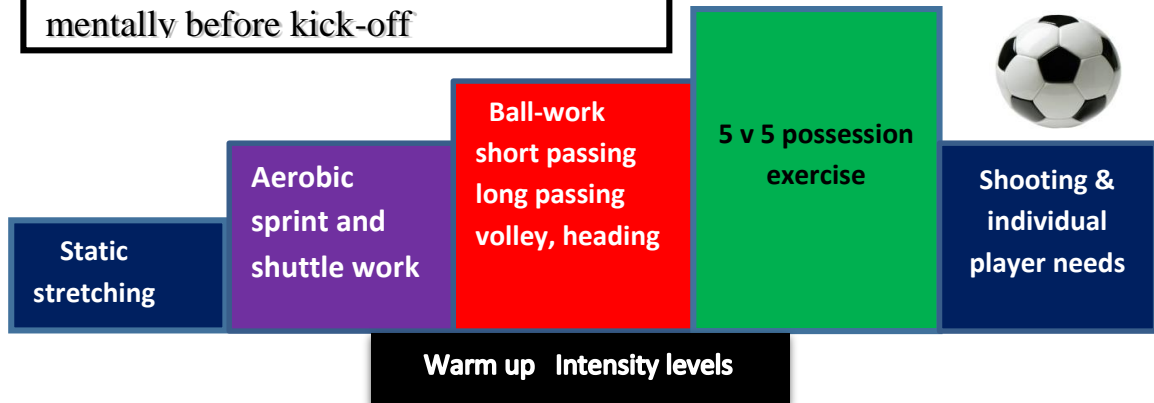 mentally before kick-off
Static
stretching
Aerobic
sprint and
shuttle work
Ball-work
short passing
long passing
volley, heading
5 v 5 possession
exercise
Shooting &
individual
player needs
Warm up Intensity levels